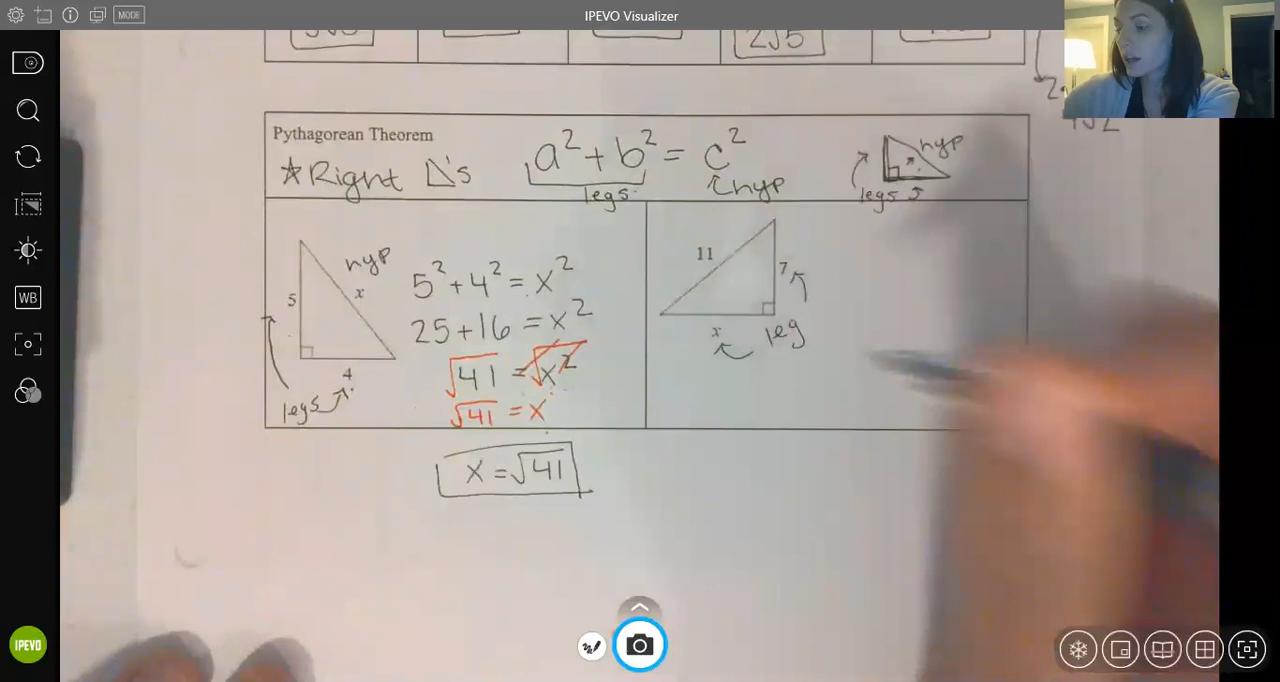 IPEVO Visualizer
MODE
WB
IPEVO
2√5
Pythagorean Theorem
☆Right △'s
a² + b² = c²
legs
hyp
hyp
legs
x
5
4
x
hyp
legs
5² + 4² = x²
25 + 16 = x²
√41 = √x²
√41 = x
x = √41
11
7
x
leg